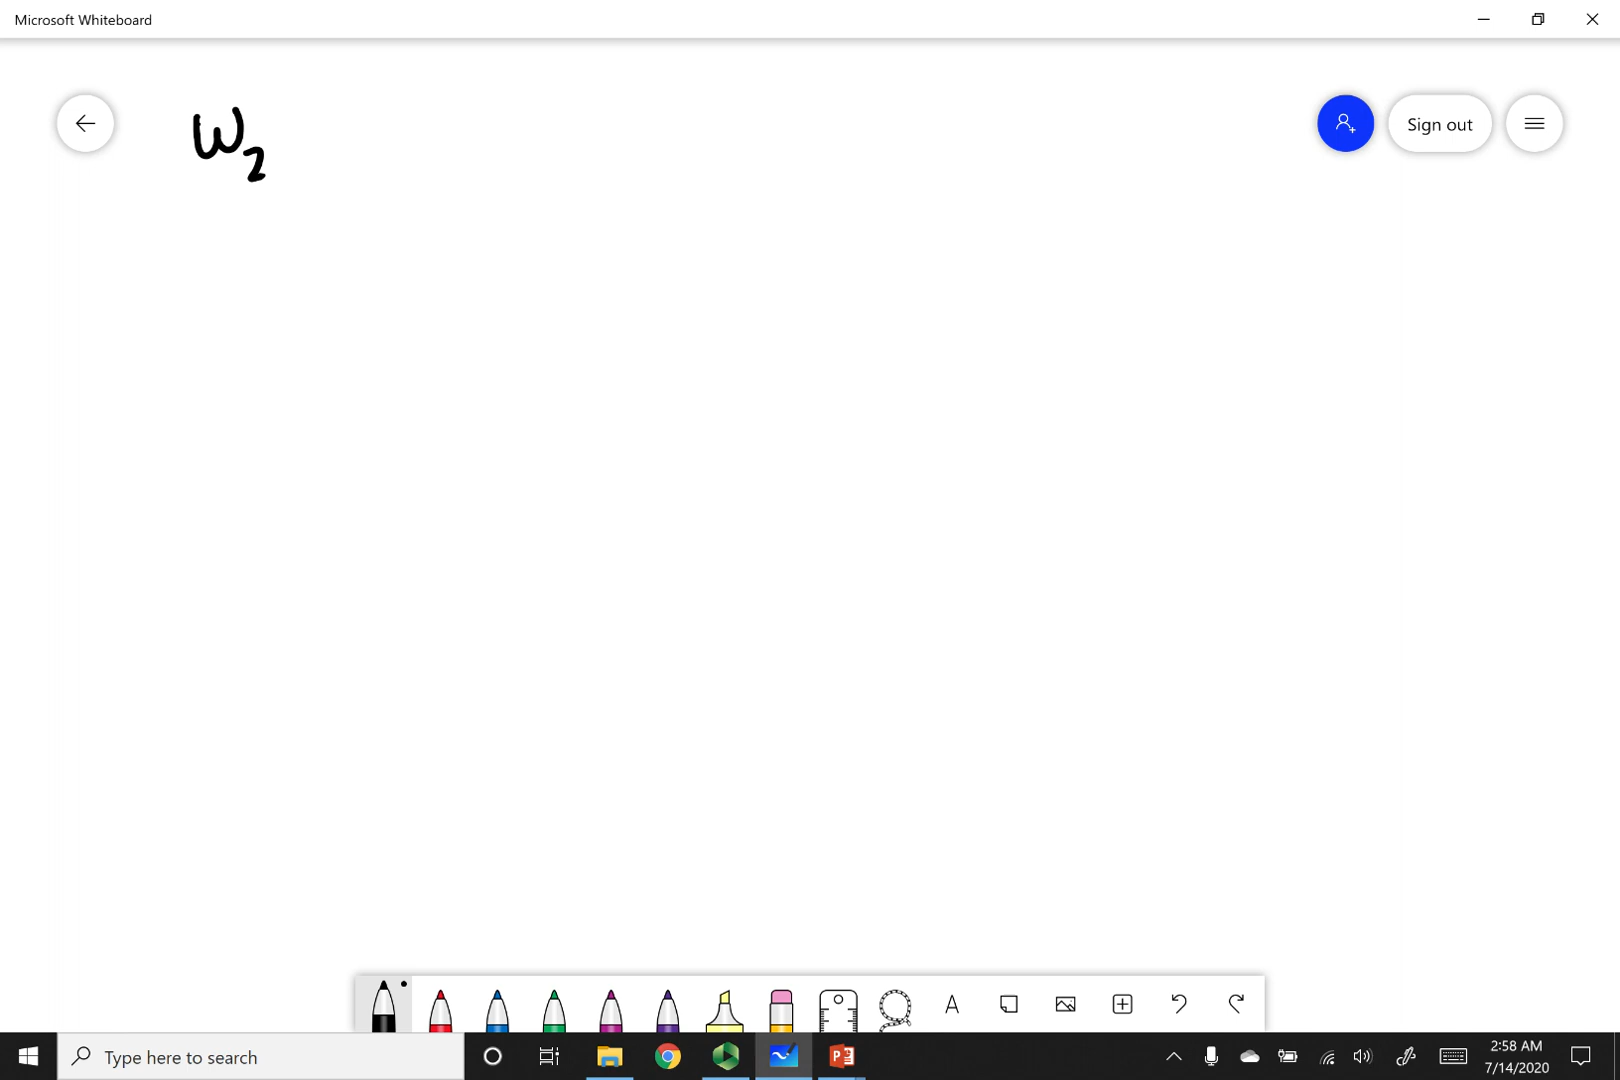 Microsoft Whiteboard
W₂
Sign out
A
Type here to search
2:58 AM
7/14/2020